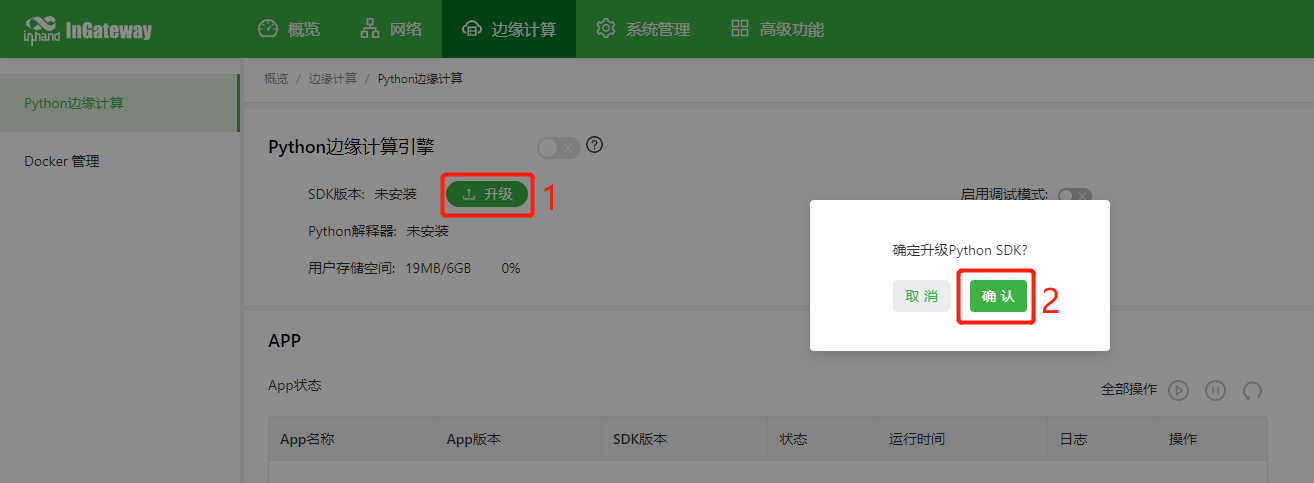 inhand InGateway 概览 网络 边缘计算 系统管理 高级功能
概览 / 边缘计算 / Python边缘计算
Python边缘计算
Docker 管理
Python边缘计算引擎 ?
SDK版本: 未安装 升级 1 启用调试模式:
Python解释器: 未安装
用户存储空间: 19MB/6GB 0%
确定升级Python SDK?
取 消 确 认 2
APP
App状态 全部操作
App名称 App版本 SDK版本 状态 运行时间 日志 操作